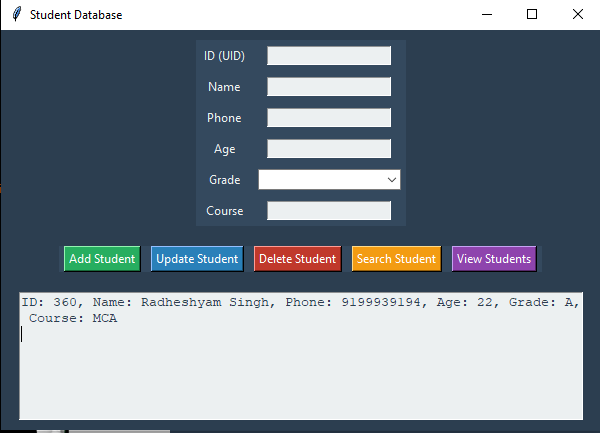 Student Database
ID (UID)
Name
Phone
Age
Grade
Course
Add Student Update Student Delete Student Search Student View Students
ID: 360, Name: Radheshyam Singh, Phone: 9199939194, Age: 22, Grade: A,
Course: MCA